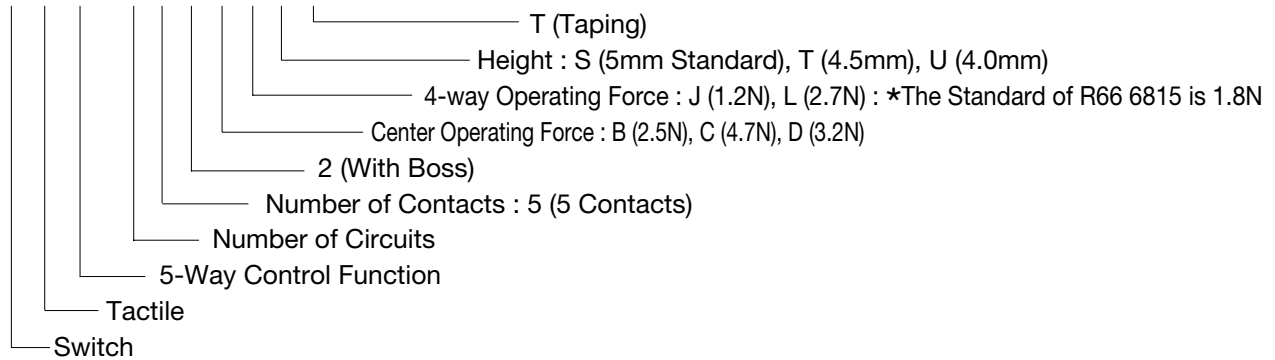 T (Taping)
Height : S (5mm Standard), T (4.5mm), U (4.0mm)
4-way Operating Force : J (1.2N), L (2.7N) : ★The Standard of R66 6815 is 1.8N
Center Operating Force : B (2.5N), C (4.7N), D (3.2N)
2 (With Boss)
Number of Contacts : 5 (5 Contacts)
Number of Circuits
5-Way Control Function
Tactile
Switch